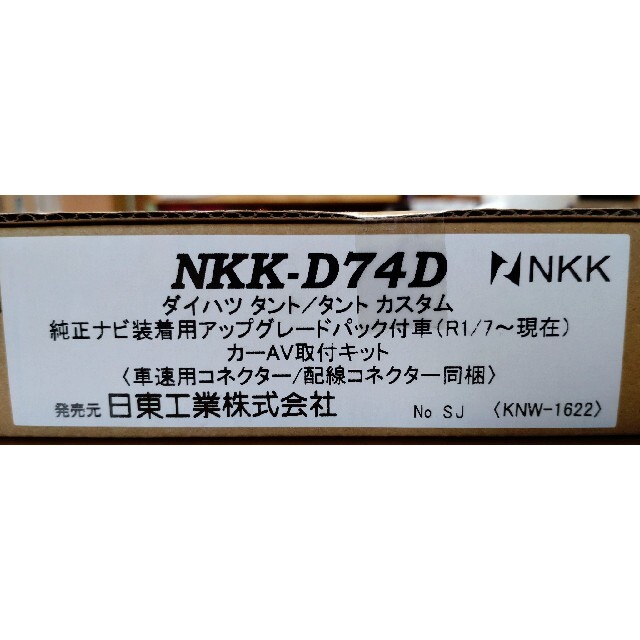 NKK-D74D NKK
ダイハツ タント/タント カスタム
純正ナビ装着用アップグレードパック付車(R1/7～現在)
カーAV取付キット
〈車速用コネクター/配線コネクター同梱〉
発売元 日東工業株式会社 No SJ 〈KNW-1622〉